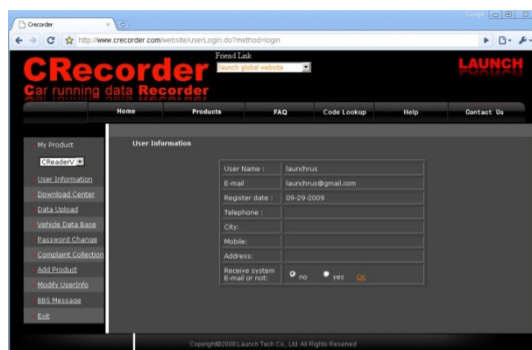 Crecorder
http://www.crecorder.com/website/userLogin.do?method=login
CRecorder
Car running data Recorder
Friend Link
launch global website
LAUNCH
Home Products FAQ Code Lookup Help Contact Us
My Product
CReaderV
User Information
Download Center
Data Upload
Vehicle Data Base
Password Change
Complaint Collection
Add Product
Modify UserInfo
BBS Message
Exit
User Information
User Name : launchrus
E-mail launchrus@gmail.com
Register date : 09-29-2009
Telephone :
City:
Mobile:
Address:
Receive system
E-mail or not: no yes OK
Copyright©2008 Launch Tech Co., Ltd. All Rights Reserved